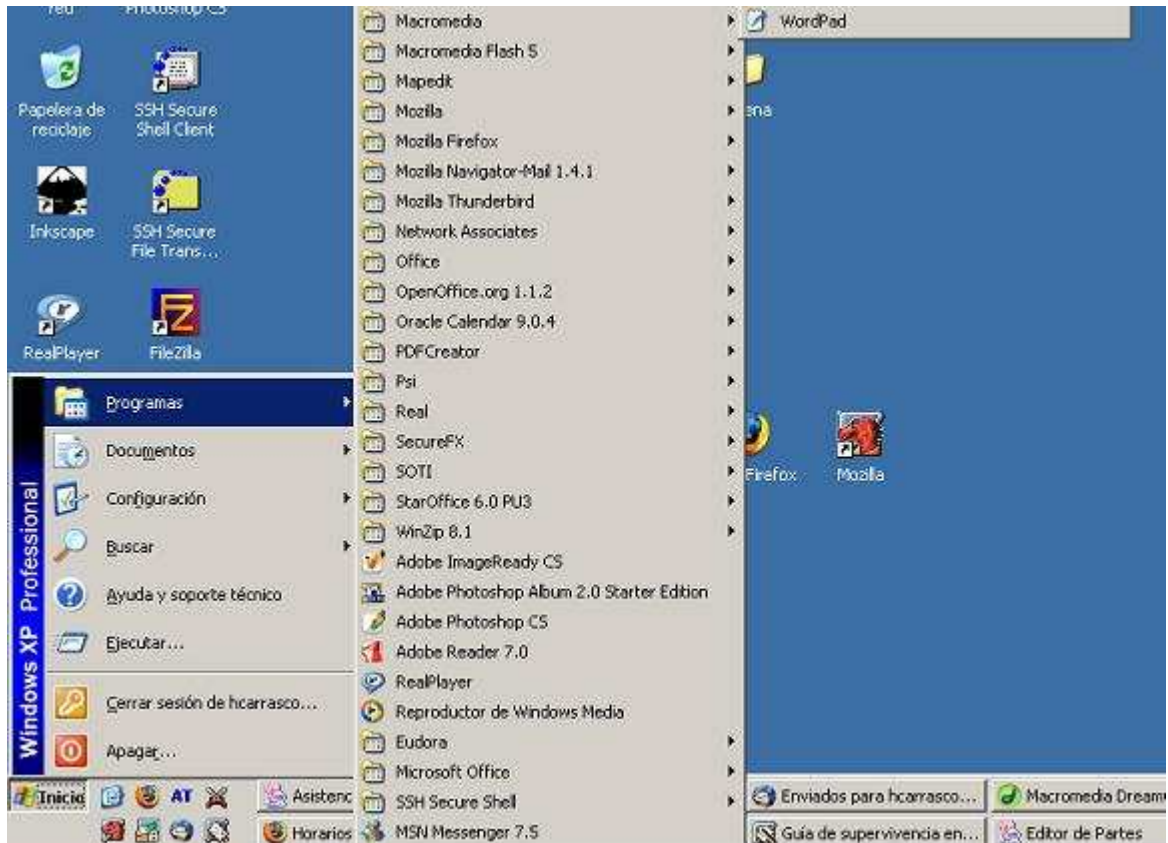 red
Photoshop CS
Papelera de
reciclaje
SSH Secure
Shell Client
Inkscape
SSH Secure
File Trans...
RealPlayer
FileZilla
Windows XP Professional
Programas
Documentos
Configuración
Buscar
Ayuda y soporte técnico
Ejecutar...
Cerrar sesión de hcarrasco...
Apagar...
Macromedia
Macromedia Flash 5
Mapedit
Mozilla
Mozilla Firefox
Mozilla Navigator-Mail 1.4.1
Mozilla Thunderbird
Network Associates
Office
OpenOffice.org 1.1.2
Oracle Calendar 9.0.4
PDFCreator
Psi
Real
SecureFX
SOTI
StarOffice 6.0 PU3
WinZip 8.1
Adobe ImageReady CS
Adobe Photoshop Album 2.0 Starter Edition
Adobe Photoshop CS
Adobe Reader 7.0
RealPlayer
Reproductor de Windows Media
Eudora
Microsoft Office
SSH Secure Shell
MSN Messenger 7.5
WordPad
ena
Firefox
Mozilla
Inicio
AT
Asistenc
Horarios
Enviados para hcarrasco...
Macromedia Dream
Guía de supervivencia en...
Editor de Partes